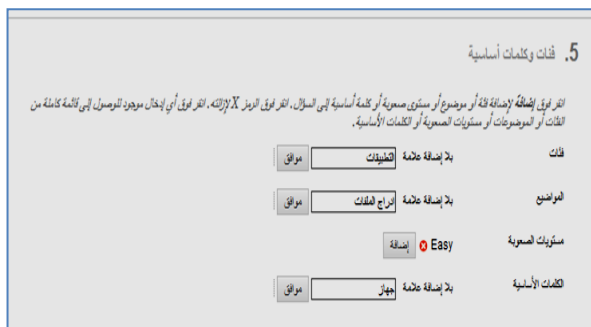 5. فئات وكلمات أساسية
انقر فوق إضافة لإضافة فئة أو موضوع أو مستوى صعوبة أو كلمة أساسية إلى السؤال. انقر فوق الرمز X لإزالته. انقر فوق أي إدخال موجود للوصول إلى قائمة كاملة من
الفئات أو الموضوعات أو مستويات الصعوبة أو الكلمات الأساسية.
فئات بلا إضافة علامة التطبيقات موافق
المواضيع بلا إضافة علامة ادراج الملفات موافق
مستويات الصعوبة Easy إضافة
الكلمات الأساسية بلا إضافة علامة جهاز موافق